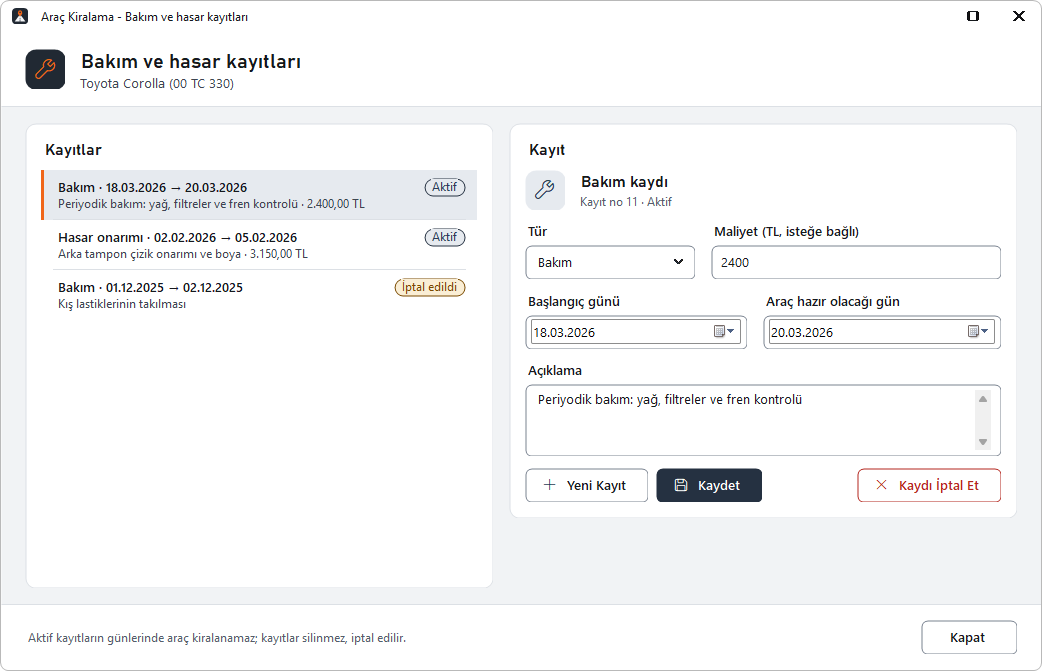 Araç Kiralama - Bakım ve hasar kayıtları
Bakım ve hasar kayıtları
Toyota Corolla (00 TC 330)
Kayıtlar
Bakım · 18.03.2026 → 20.03.2026
Aktif
Periyodik bakım: yağ, filtreler ve fren kontrolü · 2.400,00 TL
Hasar onarımı · 02.02.2026 → 05.02.2026
Aktif
Arka tampon çizik onarımı ve boya · 3.150,00 TL
Bakım · 01.12.2025 → 02.12.2025
İptal edildi
Kış lastiklerinin takılması
Kayıt
Bakım kaydı
Kayıt no 11 · Aktif
Tür
Maliyet (TL, isteğe bağlı)
Bakım
2400
Başlangıç günü
Araç hazır olacağı gün
18.03.2026
20.03.2026
Açıklama
Periyodik bakım: yağ, filtreler ve fren kontrolü
Yeni Kayıt
Kaydet
Kaydı İptal Et
Aktif kayıtların günlerinde araç kiralanamaz; kayıtlar silinmez, iptal edilir.
Kapat